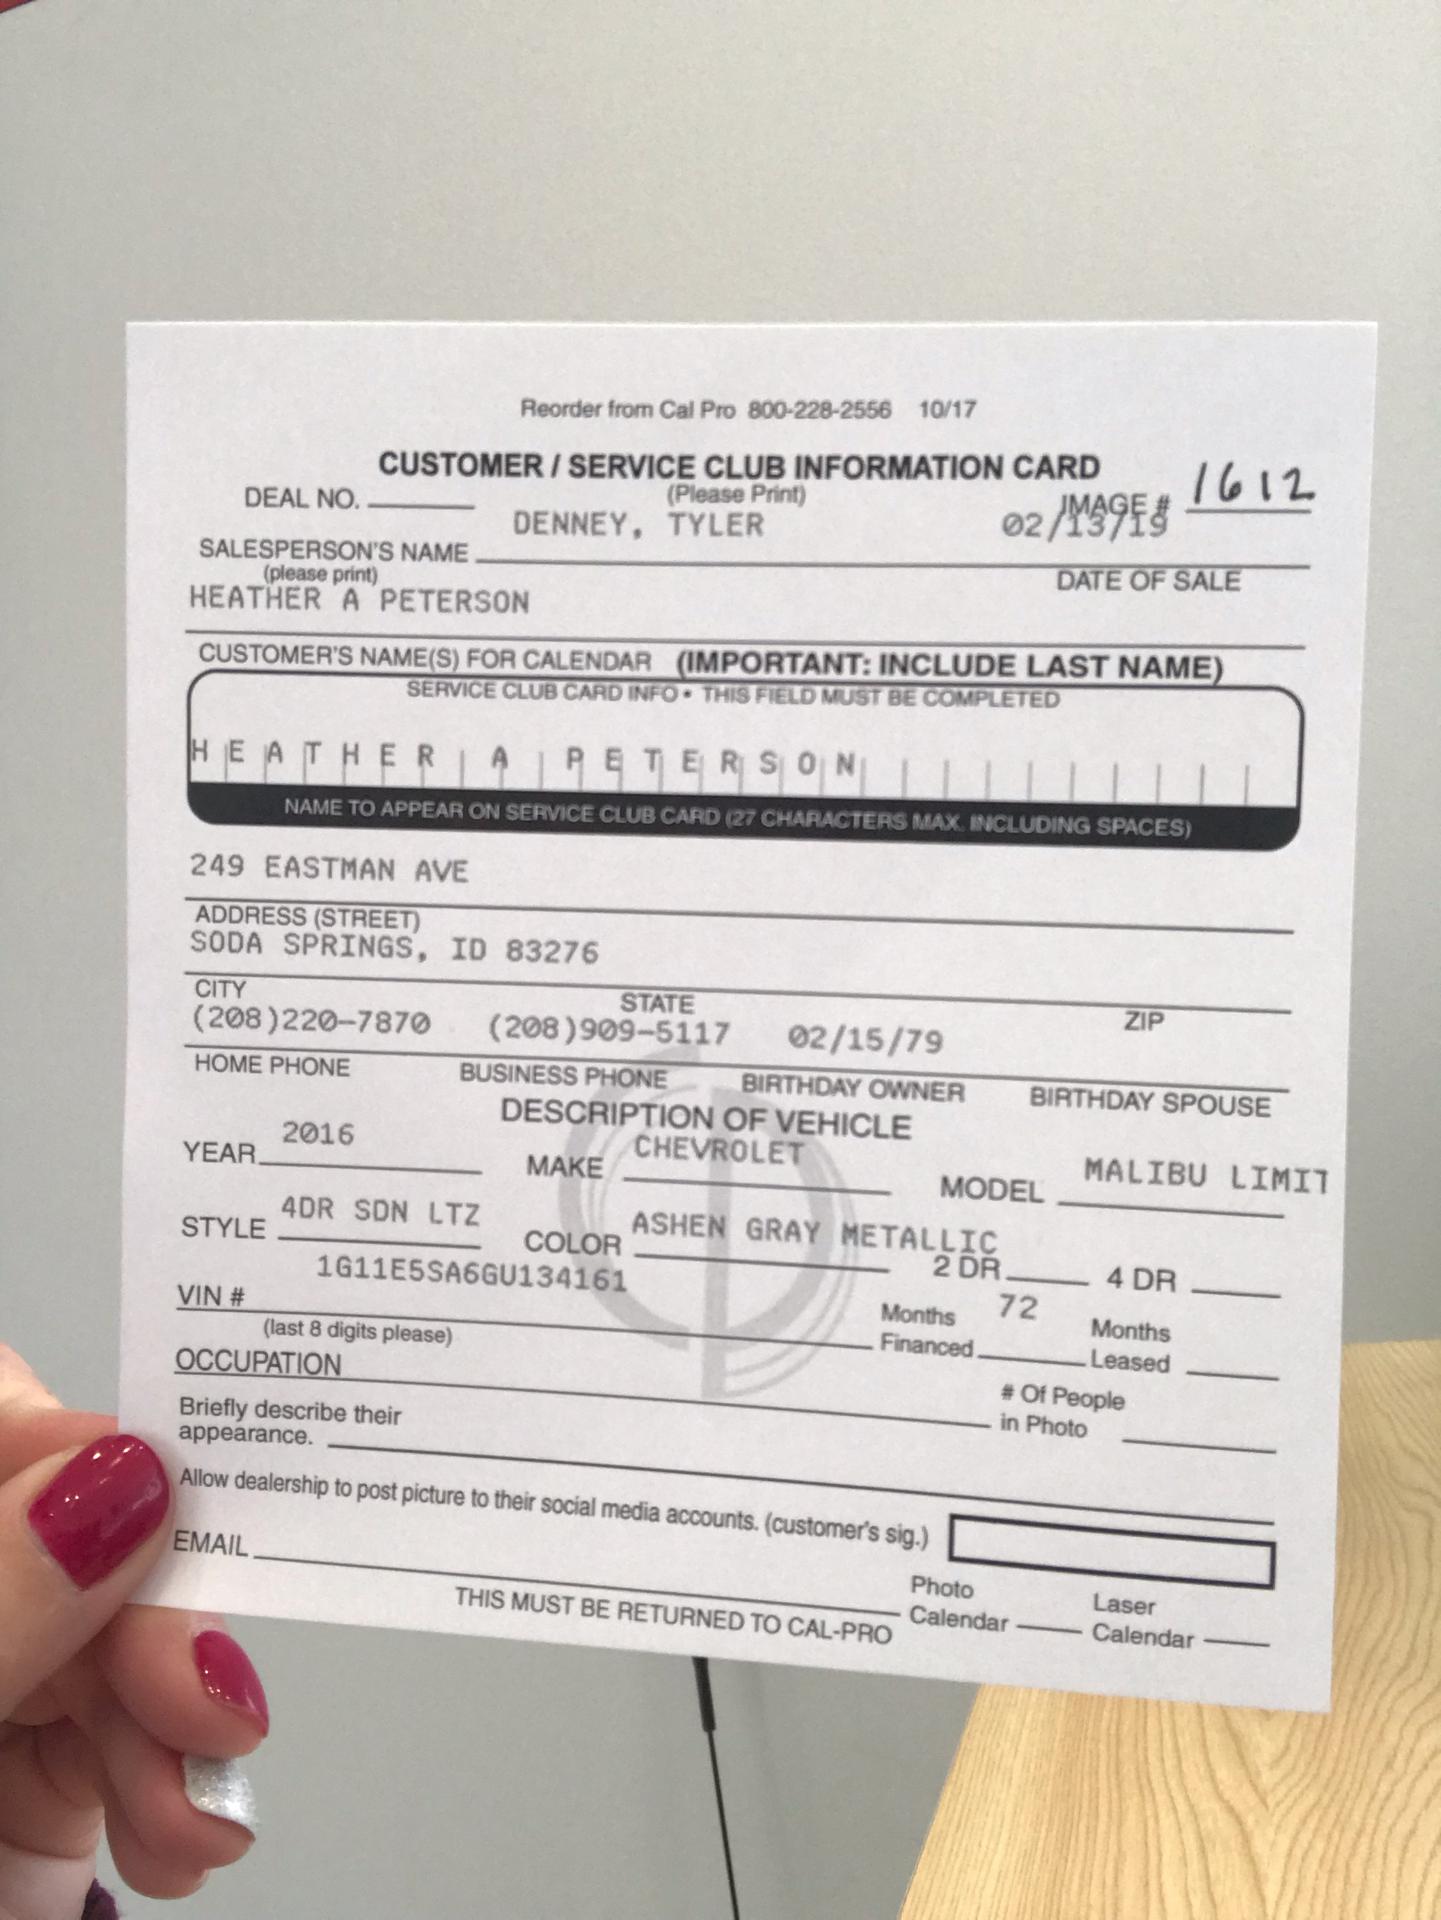 Reorder from Cal Pro 800-228-2556 10/17
CUSTOMER / SERVICE CLUB INFORMATION CARD
DEAL NO. (Please Print) IMAGE # 1612
DENNEY, TYLER 02/13/19
SALESPERSON'S NAME
(please print) DATE OF SALE
HEATHER A PETERSON
CUSTOMER'S NAME(S) FOR CALENDAR (IMPORTANT: INCLUDE LAST NAME)
SERVICE CLUB CARD INFO • THIS FIELD MUST BE COMPLETED
HEATHER A PETERSON
NAME TO APPEAR ON SERVICE CLUB CARD (27 CHARACTERS MAX. INCLUDING SPACES)
249 EASTMAN AVE
ADDRESS (STREET)
SODA SPRINGS, ID 83276
CITY STATE ZIP
(208)220-7870 (208)909-5117 02/15/79
HOME PHONE BUSINESS PHONE BIRTHDAY OWNER BIRTHDAY SPOUSE
DESCRIPTION OF VEHICLE
YEAR 2016 MAKE CHEVROLET MODEL MALIBU LIMIT
STYLE 4DR SDN LTZ COLOR ASHEN GRAY METALLIC
2 DR 4 DR
VIN # 1G11E5SA6GU134161
(last 8 digits please) Months Financed 72 Months Leased
OCCUPATION
# Of People in Photo
Briefly describe their
appearance.
Allow dealership to post picture to their social media accounts. (customer's sig.)
EMAIL
THIS MUST BE RETURNED TO CAL-PRO
Photo Calendar Laser Calendar